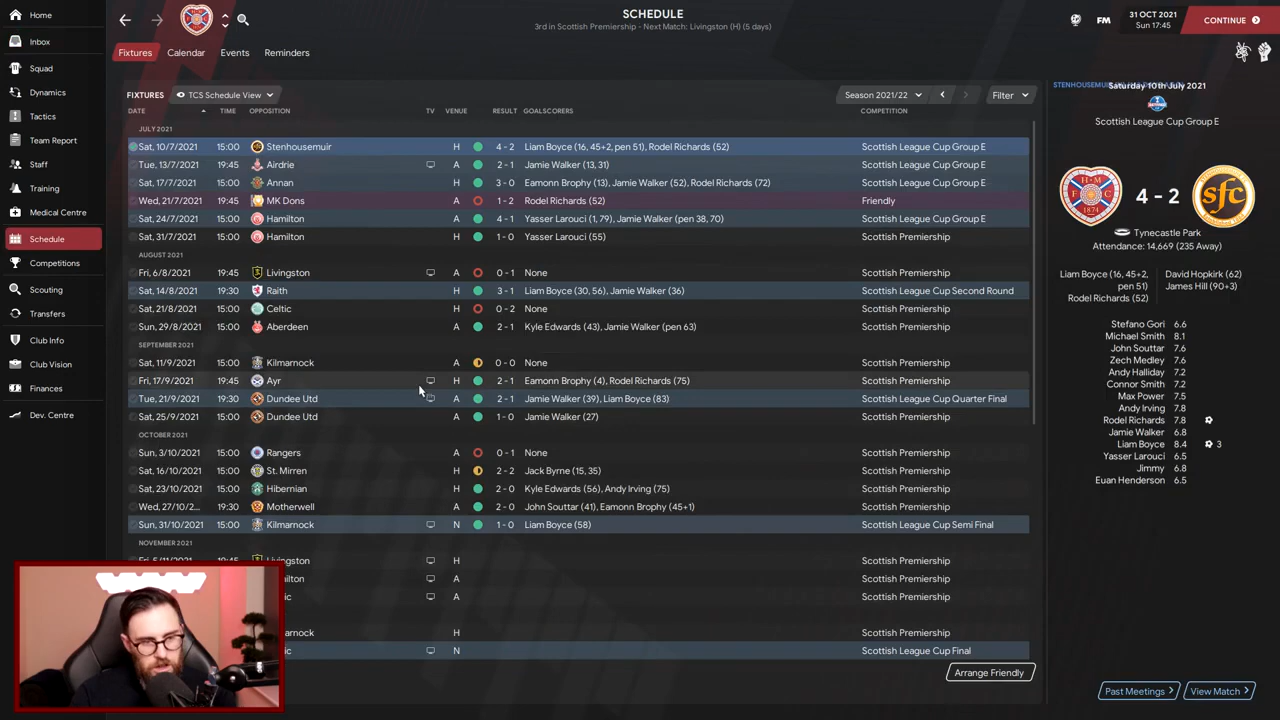 Home
SCHEDULE
3rd in Scottish Premiership - Next Match: Livingston (H) (5 days)
FM
31 OCT 2021
Sun 17:45
CONTINUE
Inbox
Squad
Dynamics
Tactics
Team Report
Staff
Training
Medical Centre
Schedule
Competitions
Scouting
Transfers
Club Info
Club Vision
Finances
Dev. Centre
Fixtures Calendar Events Reminders
FIXTURES TCS Schedule View Season 2021/22 Filter
DATE TIME OPPOSITION TV VENUE RESULT GOALSCORERS COMPETITION
JULY 2021
Sat, 10/7/2021 15:00 Stenhousemuir H 4 - 2 Liam Boyce (16, 45+2, pen 51), Rodel Richards (52) Scottish League Cup Group E
Tue, 13/7/2021 19:45 Airdrie A 2 - 1 Jamie Walker (13, 31) Scottish League Cup Group E
Sat, 17/7/2021 15:00 Annan H 3 - 0 Eamonn Brophy (13), Jamie Walker (52), Rodel Richards (72) Scottish League Cup Group E
Wed, 21/7/2021 19:45 MK Dons A 1 - 2 Rodel Richards (52) Friendly
Sat, 24/7/2021 15:00 Hamilton A 4 - 1 Yasser Larouci (1, 79), Jamie Walker (pen 38, 70) Scottish League Cup Group E
Sat, 31/7/2021 15:00 Hamilton H 1 - 0 Yasser Larouci (55) Scottish Premiership
AUGUST 2021
Fri, 6/8/2021 19:45 Livingston A 0 - 1 None Scottish Premiership
Sat, 14/8/2021 19:30 Raith H 3 - 1 Liam Boyce (30, 56), Jamie Walker (36) Scottish League Cup Second Round
Sat, 21/8/2021 15:00 Celtic H 0 - 2 None Scottish Premiership
Sun, 29/8/2021 15:00 Aberdeen A 2 - 1 Kyle Edwards (43), Jamie Walker (pen 63) Scottish Premiership
SEPTEMBER 2021
Sat, 11/9/2021 15:00 Kilmarnock A 0 - 0 None Scottish Premiership
Fri, 17/9/2021 19:45 Ayr H 2 - 1 Eamonn Brophy (4), Rodel Richards (75) Scottish Premiership
Tue, 21/9/2021 19:30 Dundee Utd A 2 - 1 Jamie Walker (39), Liam Boyce (83) Scottish League Cup Quarter Final
Sat, 25/9/2021 15:00 Dundee Utd A 1 - 0 Jamie Walker (27) Scottish Premiership
OCTOBER 2021
Sun, 3/10/2021 15:00 Rangers A 0 - 1 None Scottish Premiership
Sat, 16/10/2021 15:00 St. Mirren H 2 - 2 Jack Byrne (15, 35) Scottish Premiership
Sat, 23/10/2021 15:00 Hibernian H 2 - 0 Kyle Edwards (56), Andy Irving (75) Scottish Premiership
Wed, 27/10/2... 19:30 Motherwell A 2 - 0 John Souttar (41), Eamonn Brophy (45+1) Scottish Premiership
Sun, 31/10/2021 15:00 Kilmarnock N 1 - 0 Liam Boyce (58) Scottish League Cup Semi Final
NOVEMBER 2021
Fri, 5/11/2021 19:45 Livingston H Scottish Premiership
ilton A Scottish Premiership
ic A Scottish Premiership
arnock H Scottish Premiership
ic N Scottish League Cup Final
Arrange Friendly
Saturday 10th July 2021
Scottish League Cup Group E
HMFC 1874
4 - 2
sfc
Tynecastle Park
Attendance: 14,669 (235 Away)
Liam Boyce (16, 45+2, pen 51)
Rodel Richards (52)
David Hopkirk (62)
James Hill (90+3)
Stefano Gori 6.6
Michael Smith 8.1
John Souttar 7.6
Zech Medley 7.6
Andy Halliday 7.2
Connor Smith 7.2
Max Power 7.5
Andy Irving 7.8
Rodel Richards 7.8
Jamie Walker 6.8
Liam Boyce 8.4 3
Yasser Larouci 6.5
Jimmy 6.8
Euan Henderson 6.5
Past Meetings View Match